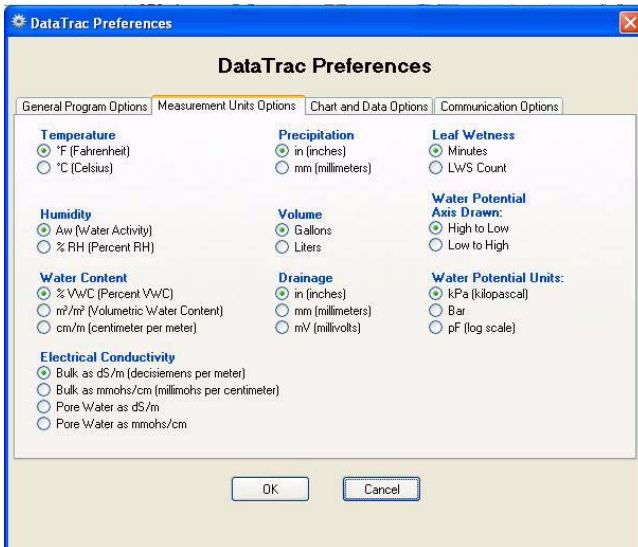 DataTrac Preferences
DataTrac Preferences
General Program Options
Measurement Units Options
Chart and Data Options
Communication Options
Temperature
°F (Fahrenheit)
°C (Celsius)
Precipitation
in (inches)
mm (millimeters)
Leaf Wetness
Minutes
LWS Count
Humidity
Aw (Water Activity)
% RH (Percent RH)
Volume
Gallons
Liters
Water Potential
Axis Drawn:
High to Low
Low to High
Water Content
% VWC (Percent VWC)
m³/m³ (Volumetric Water Content)
cm/m (centimeter per meter)
Drainage
in (inches)
mm (millimeters)
mV (millivolts)
Water Potential Units:
kPa (kilopascal)
Bar
pF (log scale)
Electrical Conductivity
Bulk as dS/m (decisiemens per meter)
Bulk as mmohs/cm (millimohs per centimeter)
Pore Water as dS/m
Pore Water as mmohs/cm
OK
Cancel